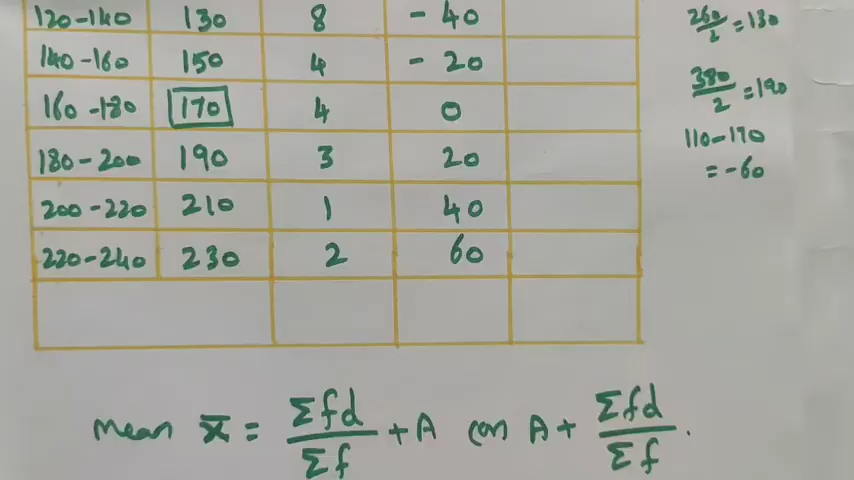 120-140 130 8 -40
140-160 150 4 -20
160-180 170 4 0
180-200 190 3 20
200-220 210 1 40
220-240 230 2 60
260/2 = 130
380/2 = 190
110-170
= -60
Mean x̄ = Σfd/Σf + A (or) A + Σfd/Σf.